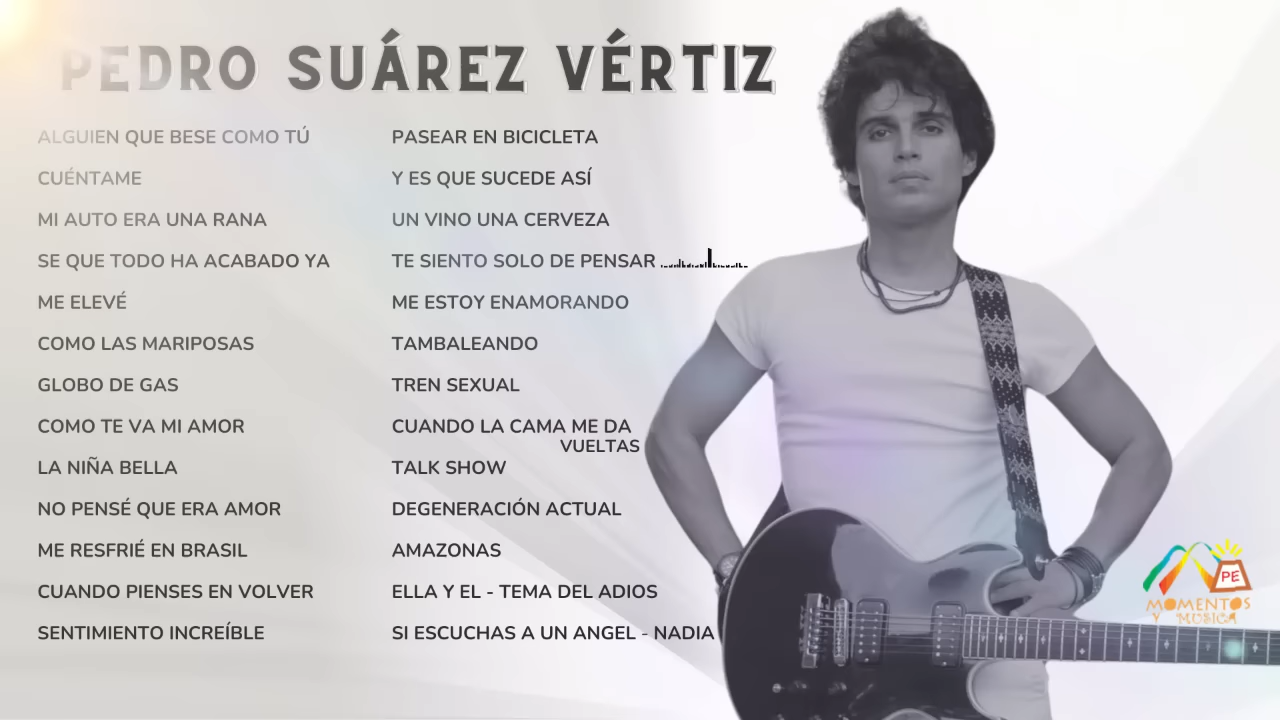 PEDRO SUÁREZ VÉRTIZ
ALGUIEN QUE BESE COMO TÚ
CUÉNTAME
MI AUTO ERA UNA RANA
SE QUE TODO HA ACABADO YA
ME ELEVÉ
COMO LAS MARIPOSAS
GLOBO DE GAS
COMO TE VA MI AMOR
LA NIÑA BELLA
NO PENSÉ QUE ERA AMOR
ME RESFRIÉ EN BRASIL
CUANDO PIENSES EN VOLVER
SENTIMIENTO INCREÍBLE
PASEAR EN BICICLETA
Y ES QUE SUCEDE ASÍ
UN VINO UNA CERVEZA
TE SIENTO SOLO DE PENSAR
ME ESTOY ENAMORANDO
TAMBALEANDO
TREN SEXUAL
CUANDO LA CAMA ME DA
VUELTAS
TALK SHOW
DEGENERACIÓN ACTUAL
AMAZONAS
ELLA Y EL - TEMA DEL ADIOS
SI ESCUCHAS A UN ANGEL - NADIA
PE
MOMENTOS
Y MUSICA